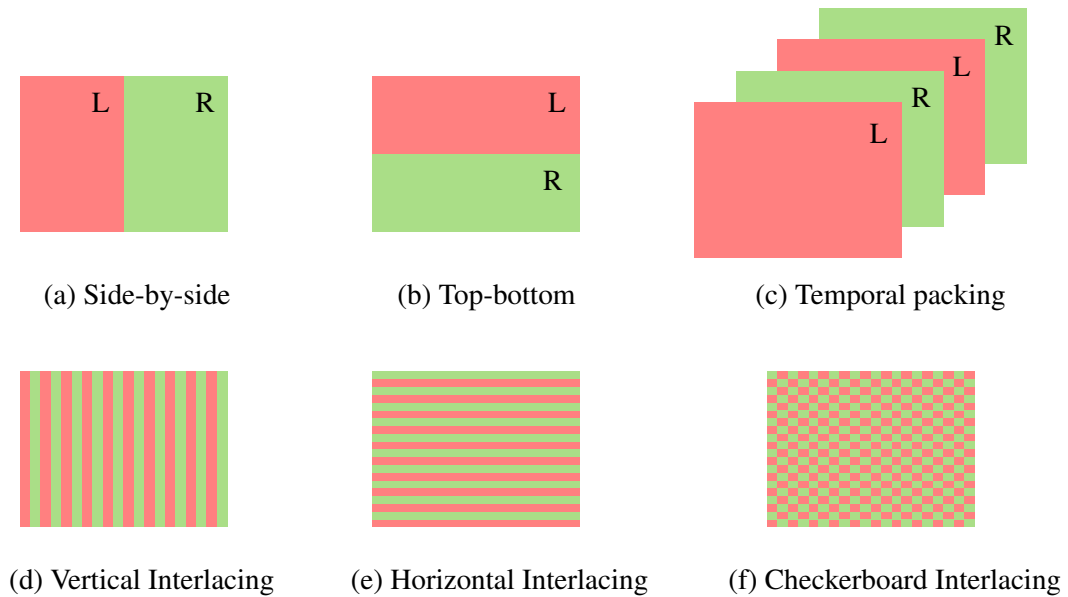 L R
L
R
R
L
R
L
(a) Side-by-side
(b) Top-bottom
(c) Temporal packing
(d) Vertical Interlacing
(e) Horizontal Interlacing
(f) Checkerboard Interlacing